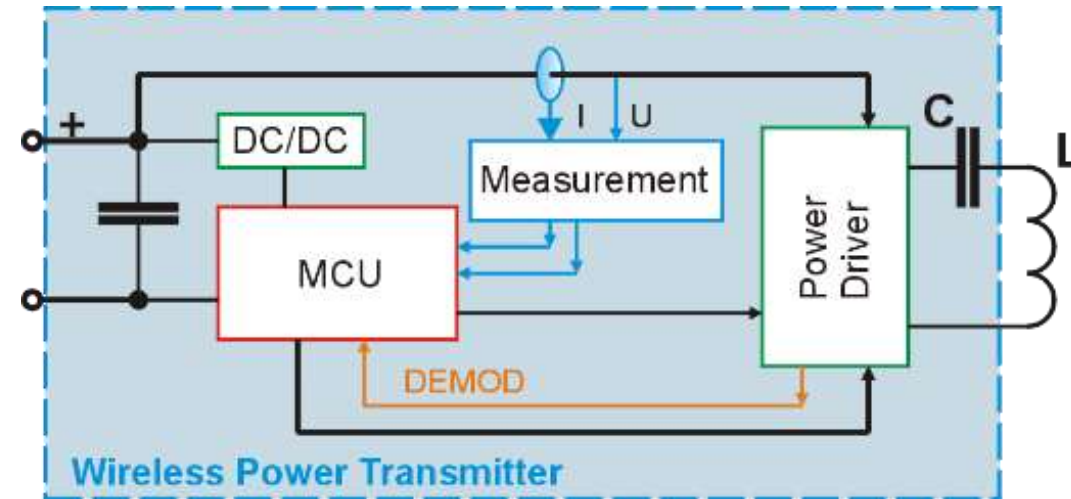 +
DC/DC
I
U
C
L
Measurement
MCU
Power
Driver
DEMOD
Wireless Power Transmitter